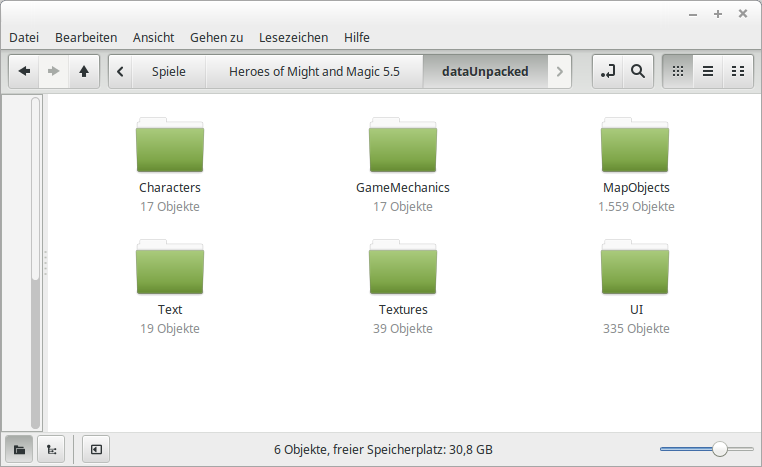 Datei Bearbeiten Ansicht Gehen zu Lesezeichen Hilfe
Spiele Heroes of Might and Magic 5.5 dataUnpacked
Characters GameMechanics MapObjects
17 Objekte 17 Objekte 1.559 Objekte
Text Textures UI
19 Objekte 39 Objekte 335 Objekte
6 Objekte, freier Speicherplatz: 30,8 GB